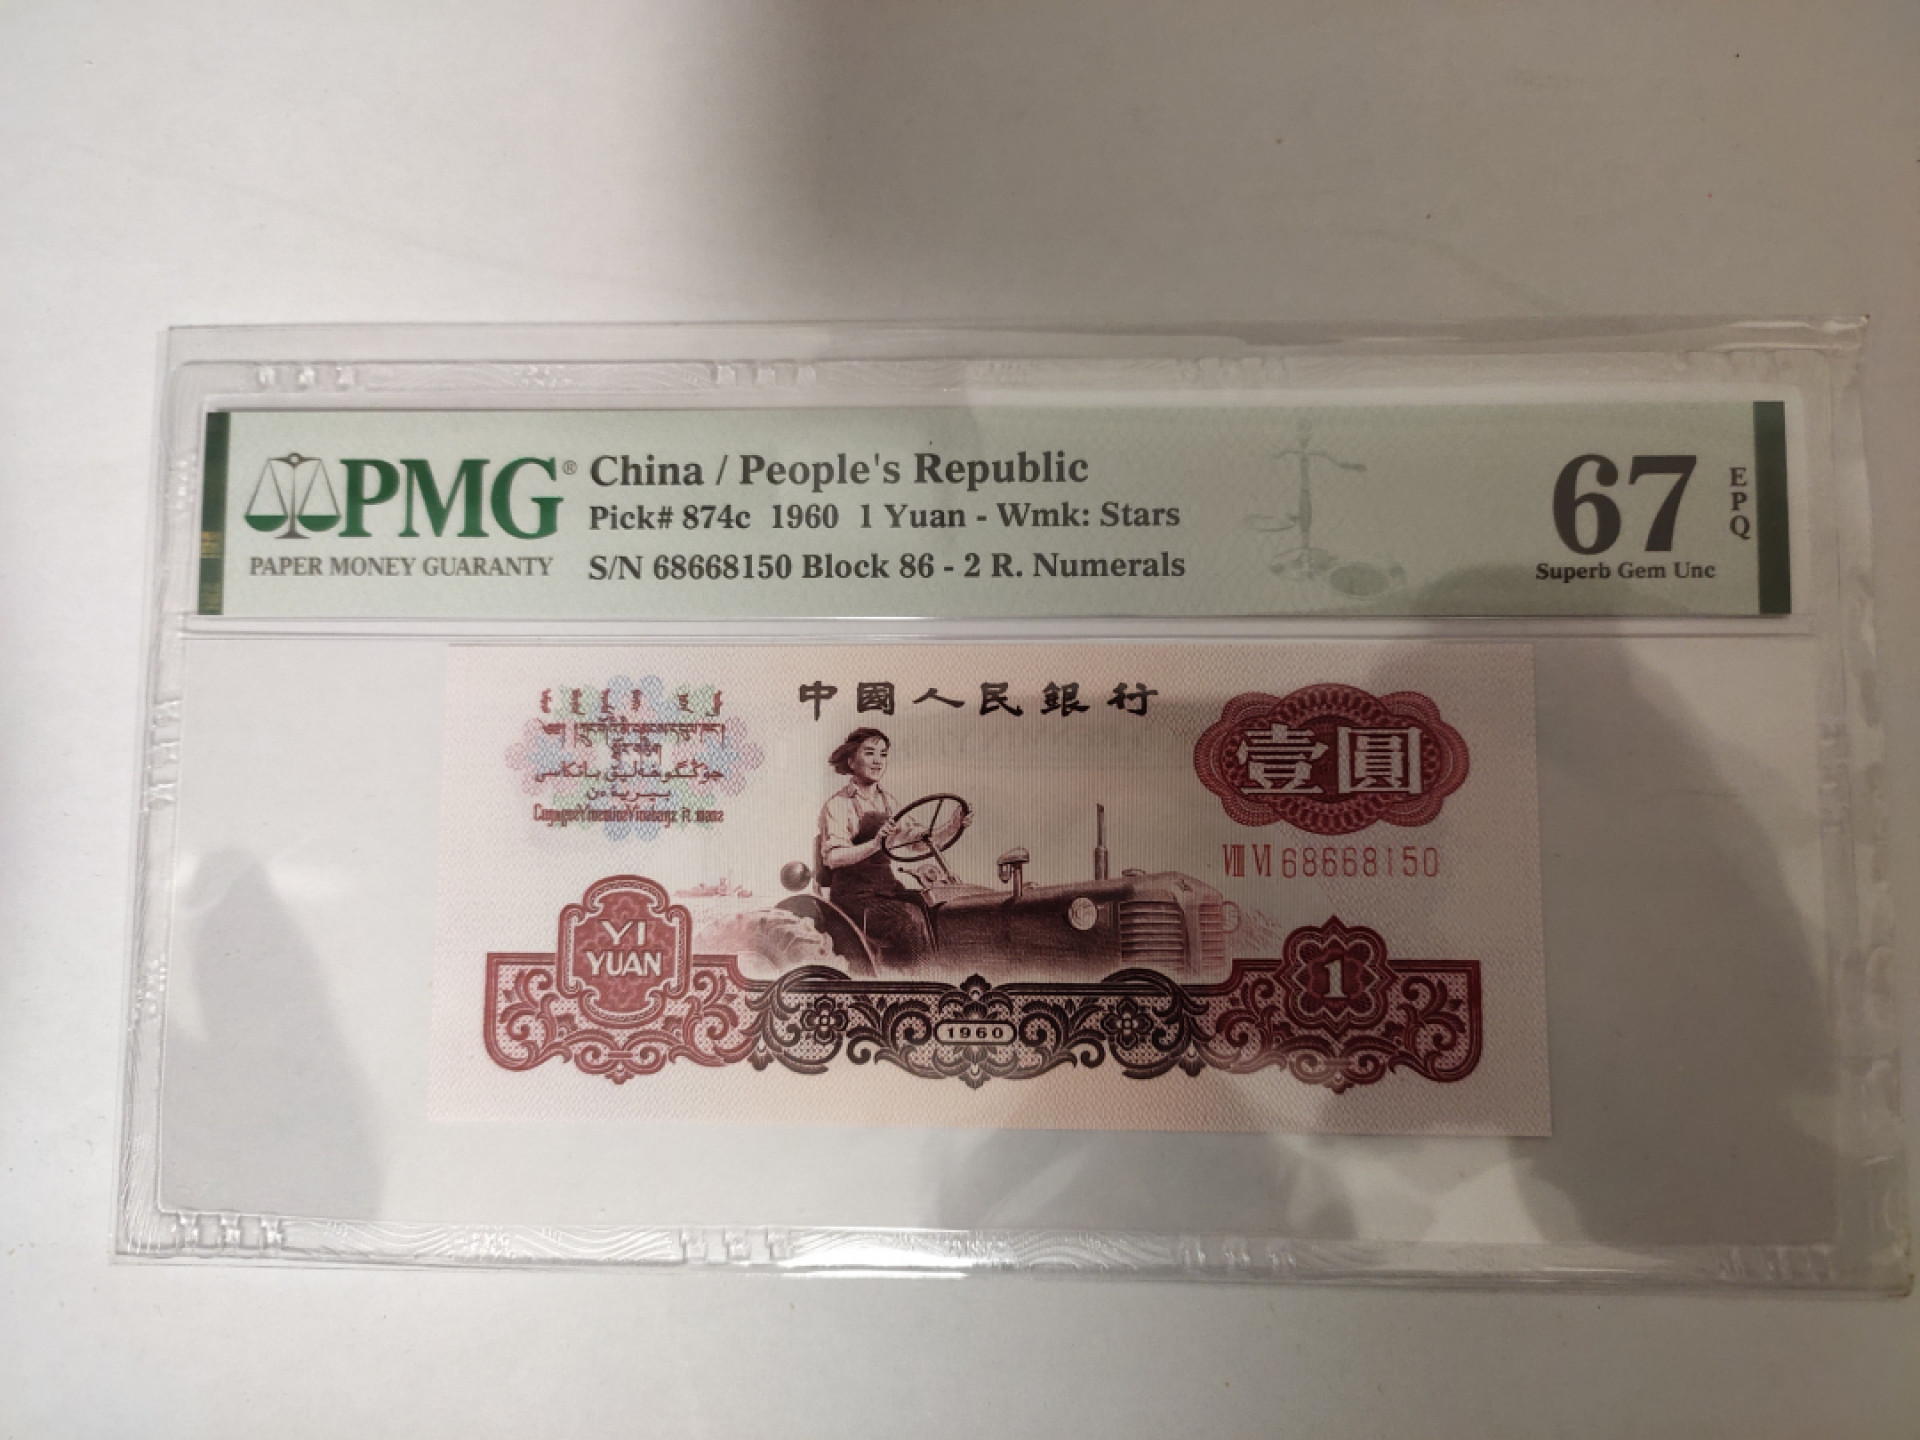 PMG®
PAPER MONEY GUARANTY
China / People's Republic
Pick# 874c 1960 1 Yuan - Wmk: Stars
S/N 68668150 Block 86 - 2 R. Numerals
67
EPQ
Superb Gem Unc
中國人民銀行
壹圓
VIII VI 68668150
YI
YUAN
1
1960